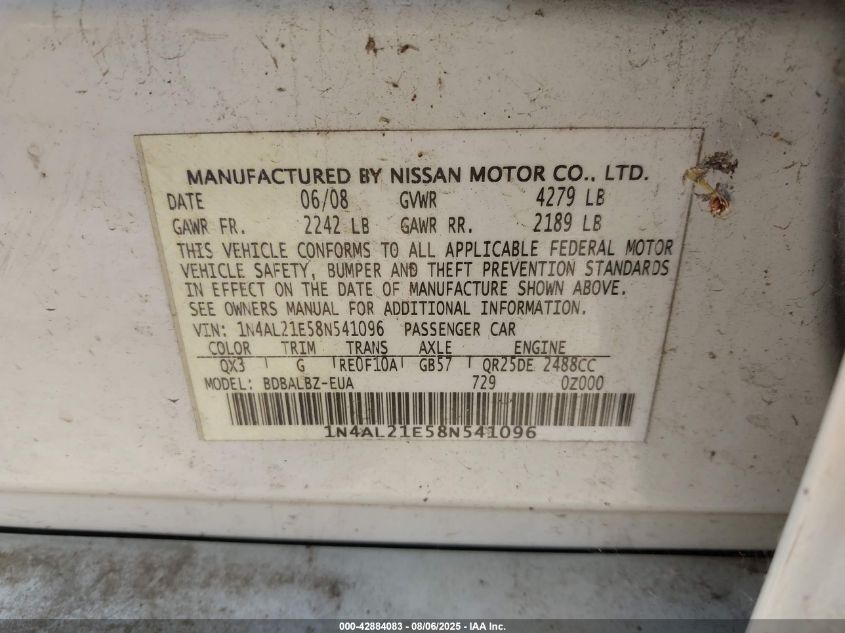 MANUFACTURED BY NISSAN MOTOR CO., LTD.
DATE 06/08 GVWR 4279 LB
GAWR FR. 2242 LB GAWR RR. 2189 LB
THIS VEHICLE CONFORMS TO ALL APPLICABLE FEDERAL MOTOR
VEHICLE SAFETY, BUMPER AND THEFT PREVENTION STANDARDS
IN EFFECT ON THE DATE OF MANUFACTURE SHOWN ABOVE.
SEE OWNERS MANUAL FOR ADDITIONAL INFORMATION.
VIN: 1N4AL21E58N541096 PASSENGER CAR
COLOR TRIM TRANS AXLE ENGINE
QX3 G RE0F10A GB57 QR25DE 2488CC
MODEL: BDBALBZ-EUA 729 0Z000
1N4AL21E58N541096
000-42884083 - 08/06/2025 - IAA Inc.